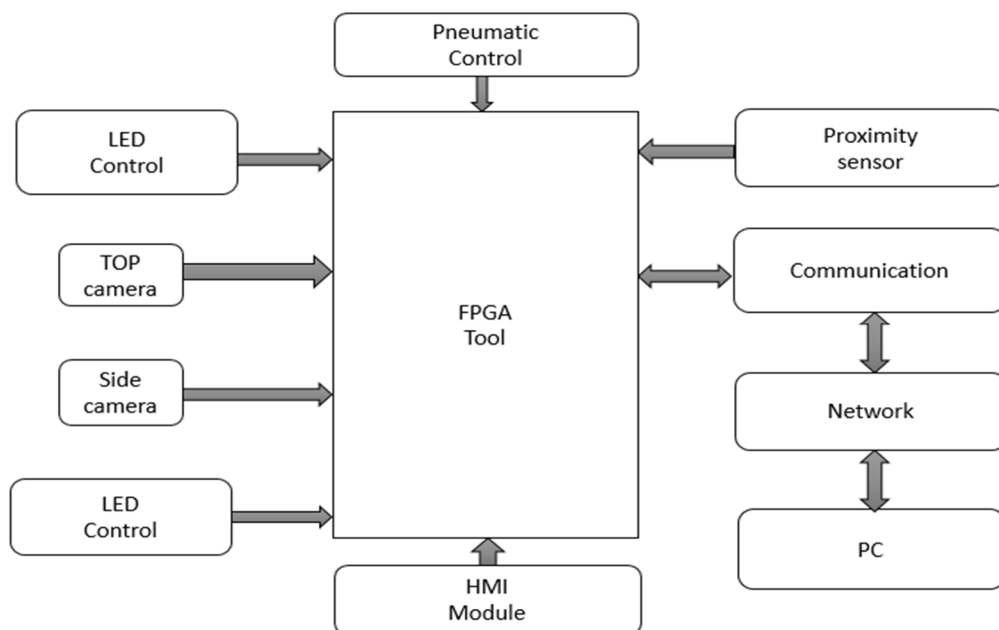 Pneumatic
Control
LED
Control
Proximity
sensor
TOP
camera
Communication
FPGA
Tool
Side
camera
Network
LED
Control
PC
HMI
Module